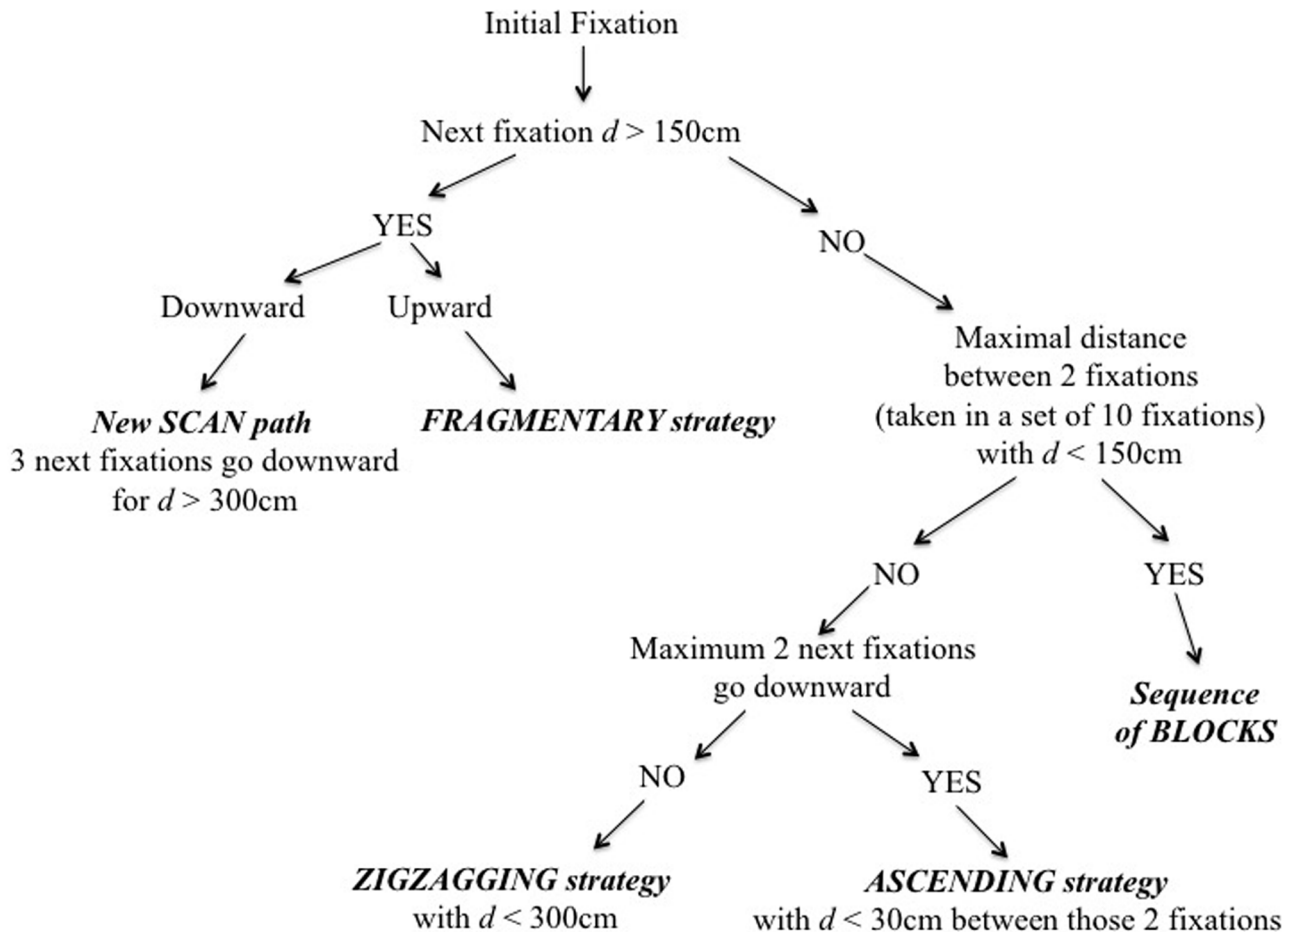 Initial Fixation
Next fixation d > 150cm
YES
NO
Downward
Upward
Maximal distance
between 2 fixations
(taken in a set of 10 fixations)
with d < 150cm
New SCAN path
3 next fixations go downward
for d > 300cm
FRAGMENTARY strategy
NO
YES
Maximum 2 next fixations
go downward
Sequence
of BLOCKS
NO
YES
ZIGZAGGING strategy
with d < 300cm
ASCENDING strategy
with d < 30cm between those 2 fixations